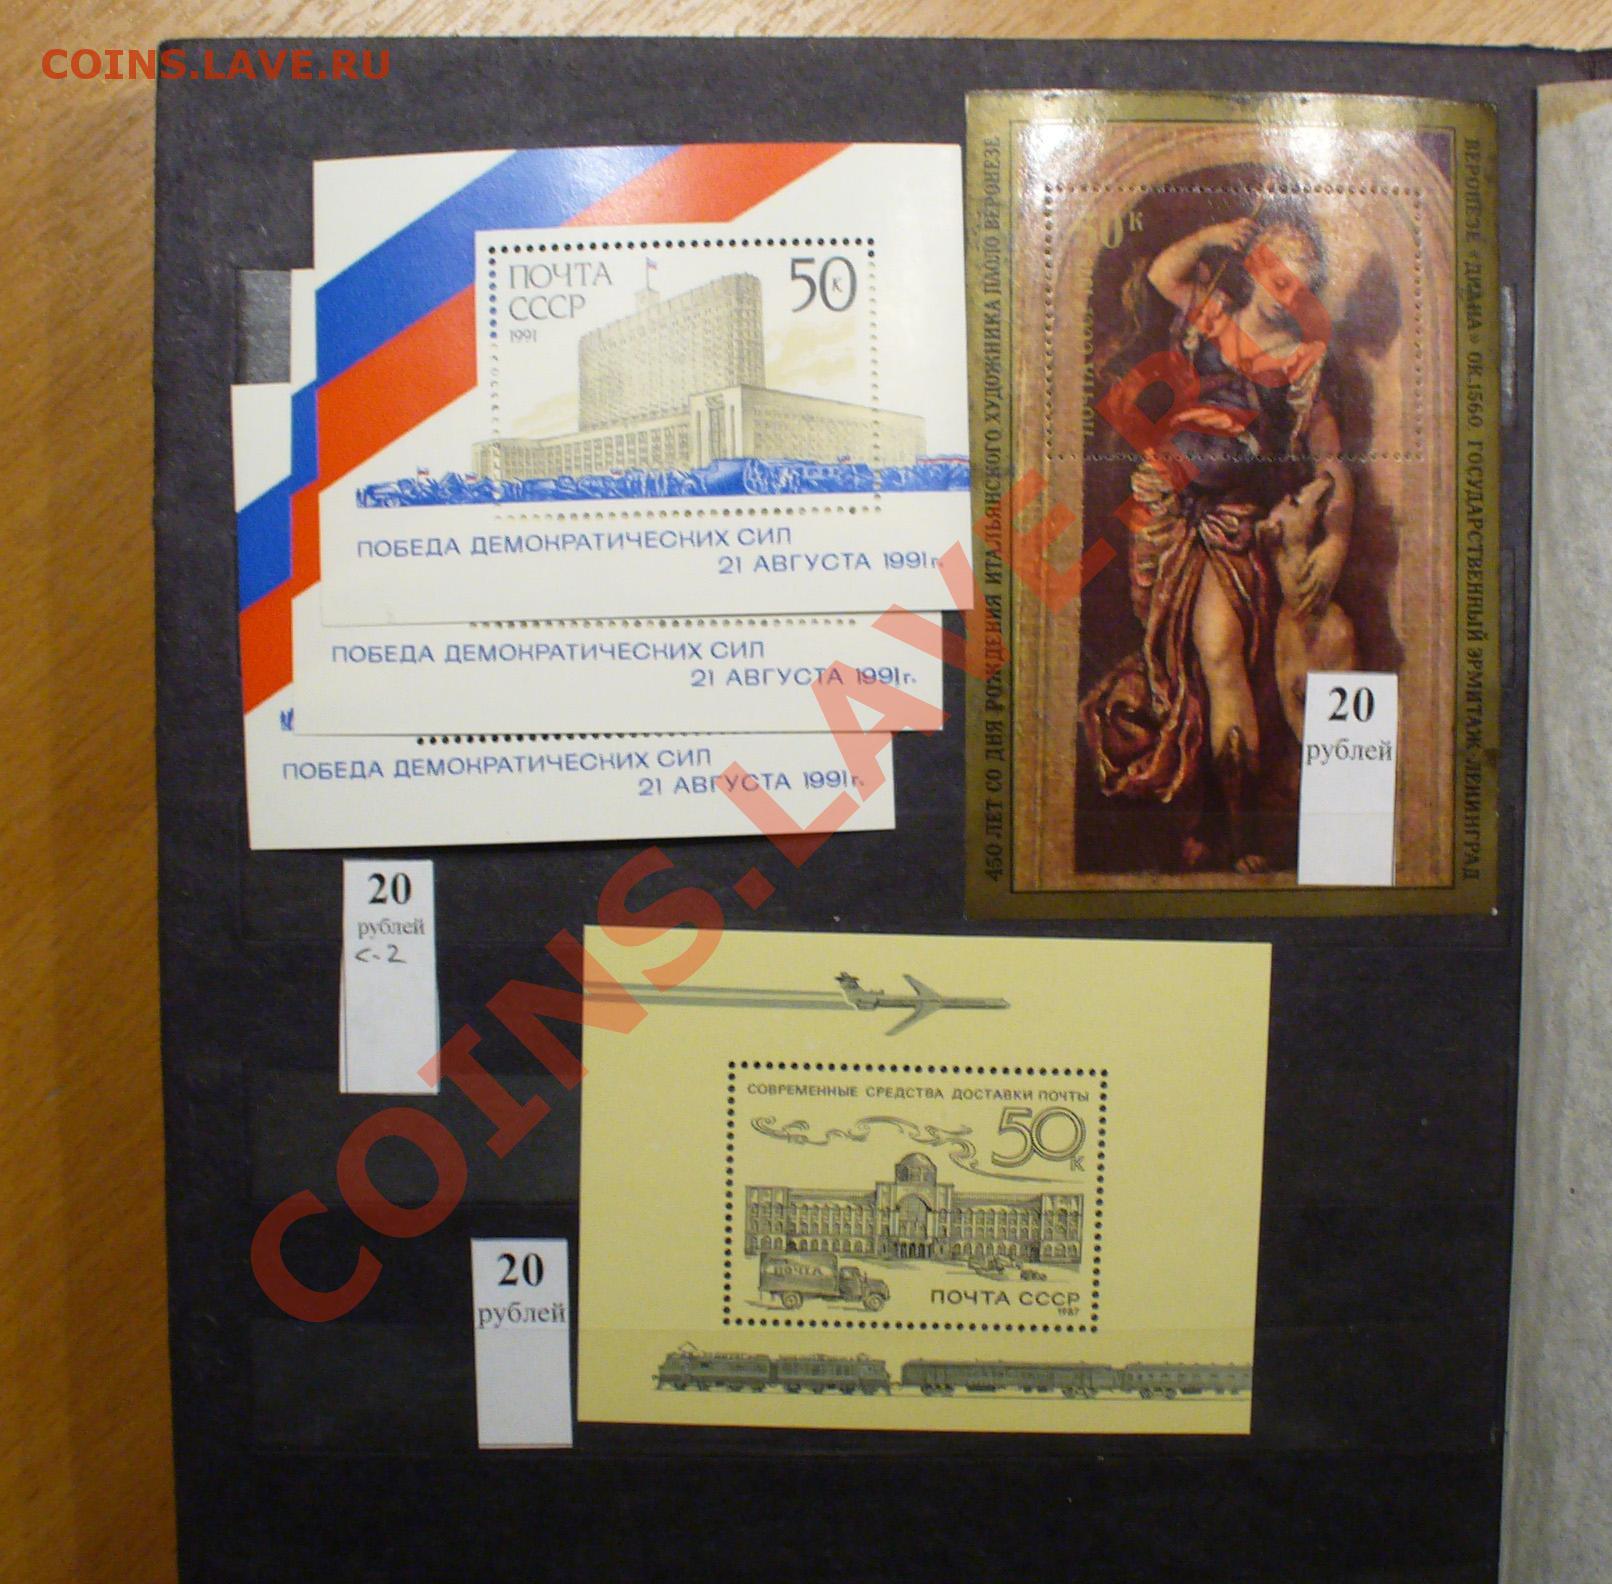 COINS.LAVE.RU
ПОЧТА
СССР
1991
50 к
ПОБЕДА ДЕМОКРАТИЧЕСКИХ СИЛ
21 АВГУСТА 1991 г.
ПОБЕДА ДЕМОКРАТИЧЕСКИХ СИЛ
21 АВГУСТА 1991 г.
ПОБЕДА ДЕМОКРАТИЧЕСКИХ СИЛ
21 АВГУСТА 1991 г.
20
рублей
с-2
450 ЛЕТ СО ДНЯ РОЖДЕНИЯ ИТАЛЬЯНСКОГО ХУДОЖНИКА ПАОЛО ВЕРОНЕЗЕ
50 к
ПОЧТА СССР
ВЕРОНЕЗЕ «ДИАНА» ОК.1560 ГОСУДАРСТВЕННЫЙ ЭРМИТАЖ, ЛЕНИНГРАД
20
рублей
СОВРЕМЕННЫЕ СРЕДСТВА ДОСТАВКИ ПОЧТЫ
50 к
ПОЧТА
ПОЧТА СССР
1987
20
рублей
COINS.LAVE.RU